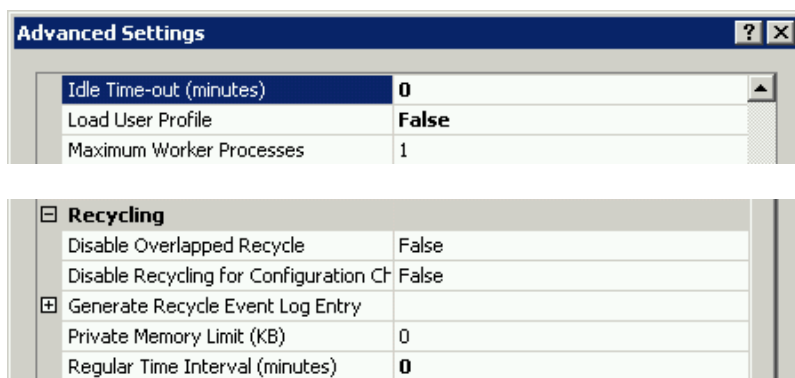 Advanced Settings
Idle Time-out (minutes) 0
Load User Profile False
Maximum Worker Processes 1
Recycling
Disable Overlapped Recycle False
Disable Recycling for Configuration Ch False
Generate Recycle Event Log Entry
Private Memory Limit (KB) 0
Regular Time Interval (minutes) 0